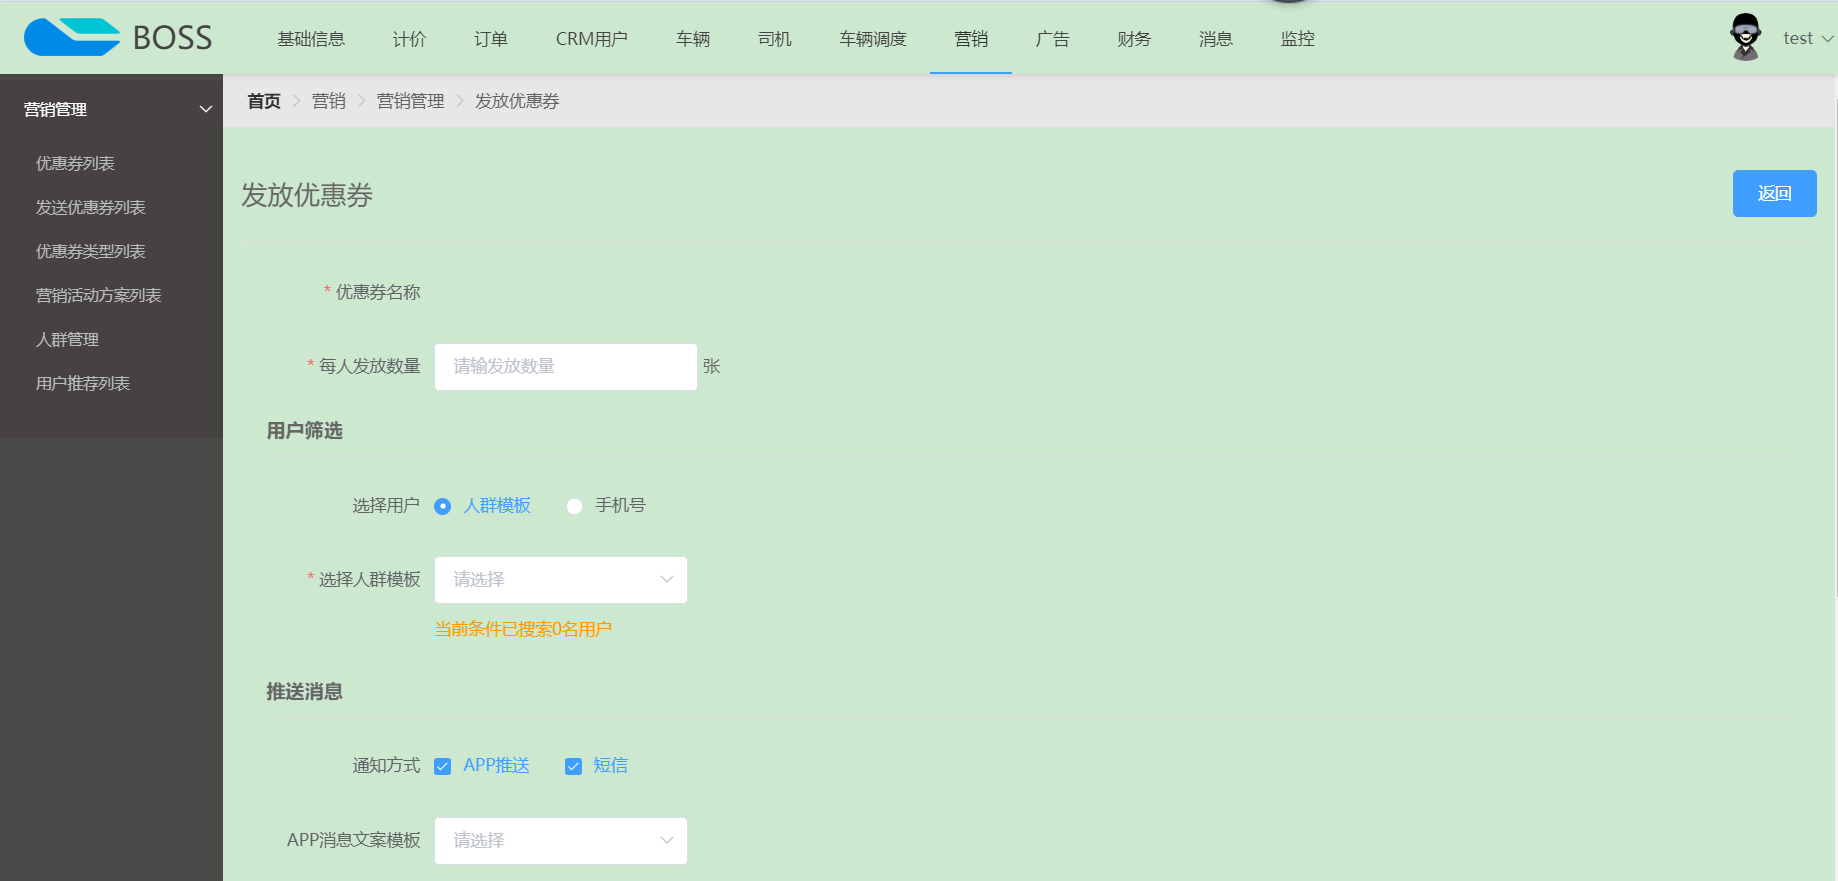 BOSS
基础信息 计价 订单 CRM用户 车辆 司机 车辆调度 营销 广告 财务 消息 监控
test
营销管理
优惠券列表
发送优惠券列表
优惠券类型列表
营销活动方案列表
人群管理
用户推荐列表
首页 营销 营销管理 发放优惠券
发放优惠券
返回
* 优惠券名称
* 每人发放数量 请输发放数量 张
用户筛选
选择用户 人群模板 手机号
* 选择人群模板 请选择
当前条件已搜索0名用户
推送消息
通知方式 APP推送 短信
APP消息文案模板 请选择